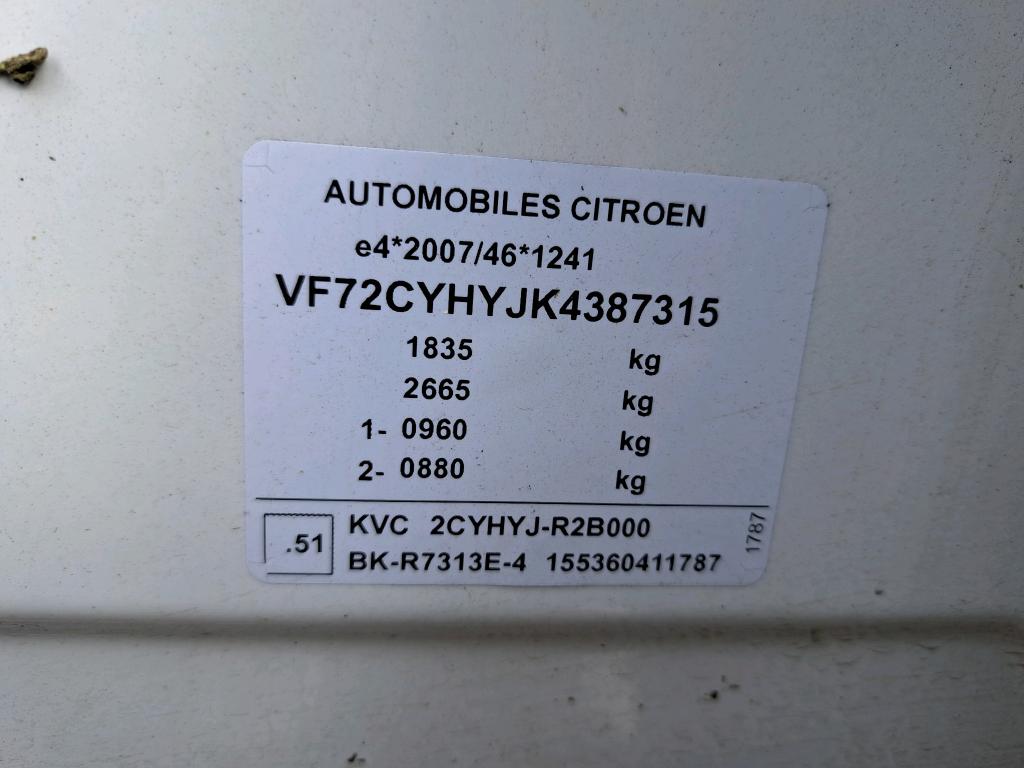 AUTOMOBILES CITROEN
e4*2007/46*1241
VF72CYHYJK4387315
1835 kg
2665 kg
1- 0960 kg
2- 0880 kg
.51
KVC 2CYHYJ-R2B000
BK-R7313E-4 155360411787
1787